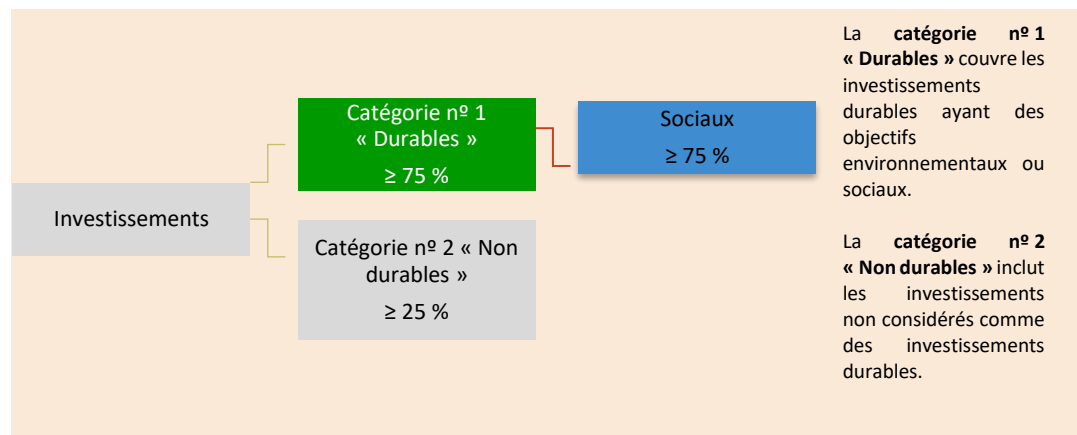 Investissements
Catégorie nº 1
« Durables »
≥ 75 %
Catégorie nº 2 « Non
durables »
≥ 25 %
Sociaux
≥ 75 %
La catégorie nº 1
« Durables » couvre les
investissements
durables ayant des
objectifs
environnementaux ou
sociaux.
La catégorie nº 2
« Non durables » inclut
les investissements
non considérés comme
des investissements
durables.